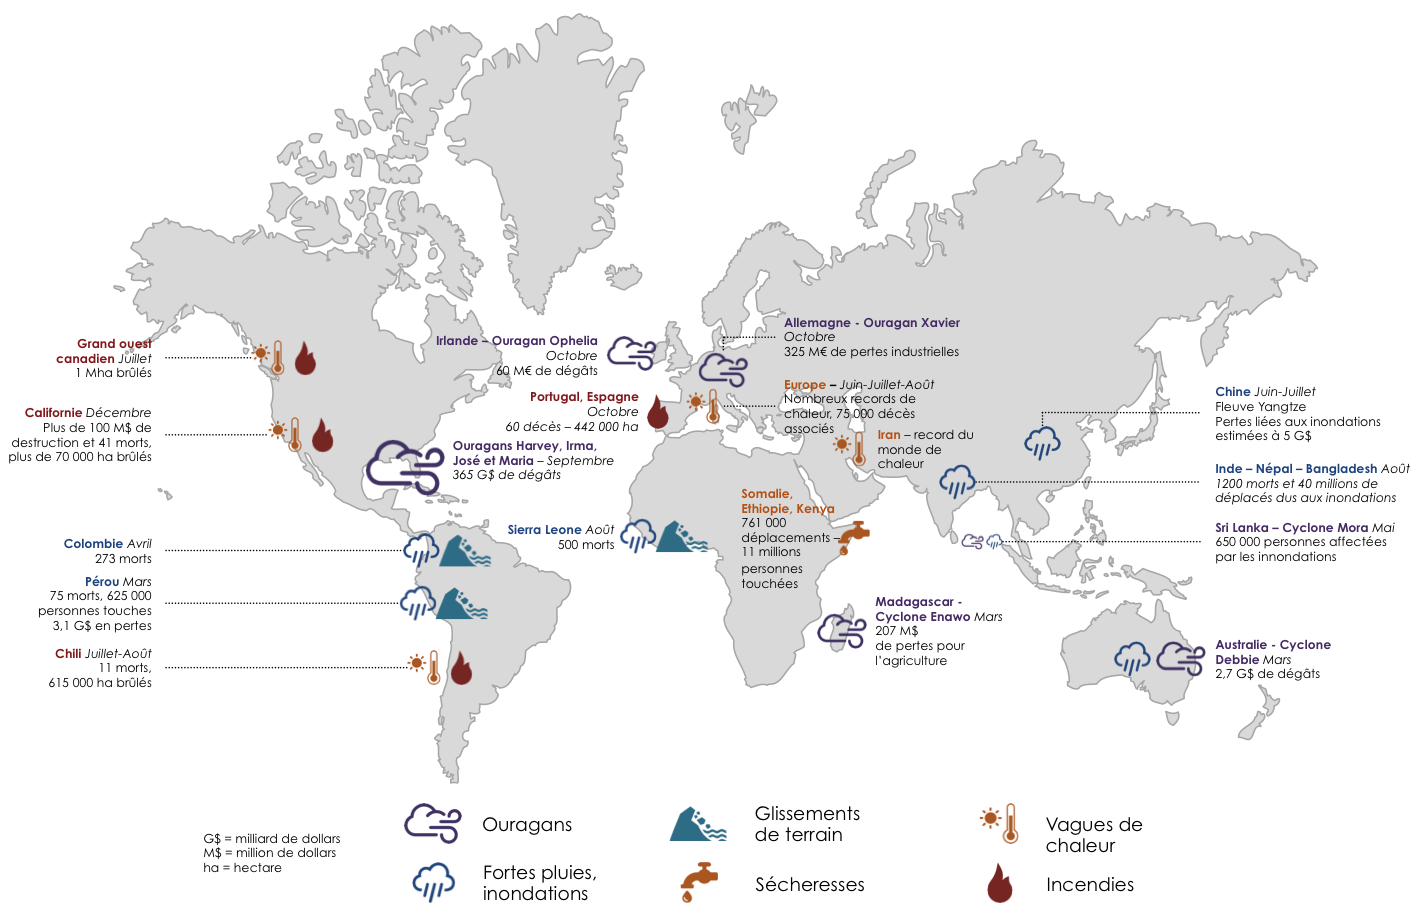 Grand ouest
canadien Juillet
1 Mha brûlés
Californie Décembre
Plus de 100 M$ de
destruction et 41 morts,
plus de 70 000 ha brûlés
Colombie Avril
273 morts
Pérou Mars
75 morts, 625 000
personnes touches
3,1 G$ en pertes
Chili Juillet-Août
11 morts,
615 000 ha brûlés
Irlande – Ouragan Ophelia
Octobre
60 M€ de dégâts
Portugal, Espagne
Octobre
60 décès – 442 000 ha
Ouragans Harvey, Irma,
José et Maria – Septembre
365 G$ de dégâts
Sierra Leone Août
500 morts
Allemagne - Ouragan Xavier
Octobre
325 M€ de pertes industrielles
Europe – Juin-Juillet-Août
Nombreux records de
chaleur, 75 000 décès
associés
Iran – record du
monde de
chaleur
Somalie,
Ethiopie, Kenya
761 000
déplacements –
11 millions
personnes
touchées
Madagascar -
Cyclone Enawo Mars
207 M$
de pertes pour
l'agriculture
Chine Juin-Juillet
Fleuve Yangtze
Pertes liées aux inondations
estimées à 5 G$
Inde – Népal – Bangladesh Août
1200 morts et 40 millions de
déplacés dus aux inondations
Sri Lanka – Cyclone Mora Mai
650 000 personnes affectées
par les innondations
Australie - Cyclone
Debbie Mars
2,7 G$ de dégâts
G$ = milliard de dollars
M$ = million de dollars
ha = hectare
Ouragans
Fortes pluies,
inondations
Glissements
de terrain
Sécheresses
Vagues de
chaleur
Incendies